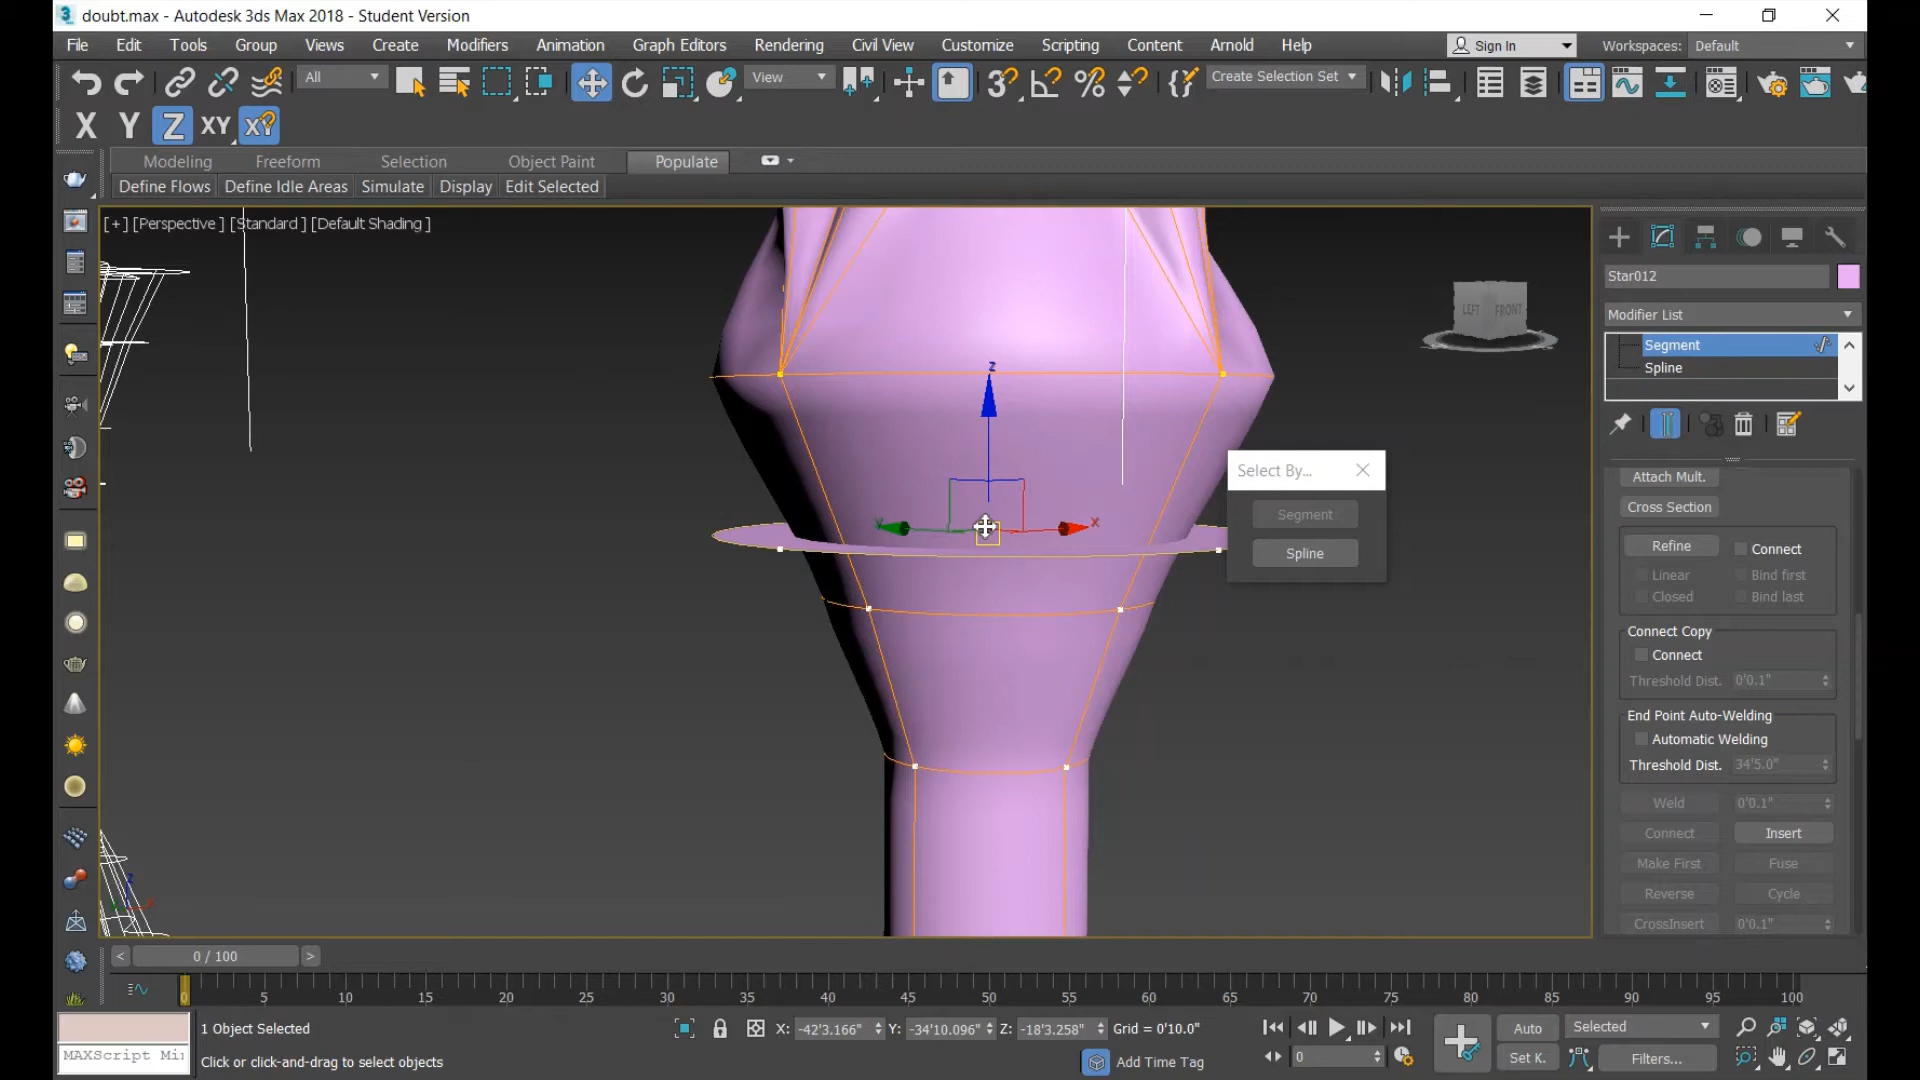 doubt.max - Autodesk 3ds Max 2018 - Student Version
File Edit Tools Group Views Create Modifiers Animation Graph Editors Rendering Civil View Customize Scripting Content Arnold Help Sign In Workspaces: Default
All View Create Selection Set
X Y Z XY XY
Modeling Freeform Selection Object Paint Populate
Define Flows Define Idle Areas Simulate Display Edit Selected
[+] [Perspective ] [Standard ] [Default Shading ]
LEFT FRONT
Star012
Modifier List
Segment
Spline
z
y
x
Select By...
Segment
Spline
Attach Mult.
Cross Section
Refine Connect
Linear Bind first
Closed Bind last
Connect Copy
Connect
Threshold Dist. 0'0.1"
End Point Auto-Welding
Automatic Welding
Threshold Dist. 34'5.0"
Weld 0'0.1"
Connect Insert
Make First Fuse
Reverse Cycle
CrossInsert 0'0.1"
< 0 / 100 >
0 5 10 15 20 25 30 35 40 45 50 55 60 65 70 75 80 85 90 95 100
1 Object Selected X: -42'3.166" Y: -34'10.096" Z: -18'3.258" Grid = 0'10.0" Auto Selected
MAXScript Mi: Click or click-and-drag to select objects Add Time Tag 0 Set K. Filters...